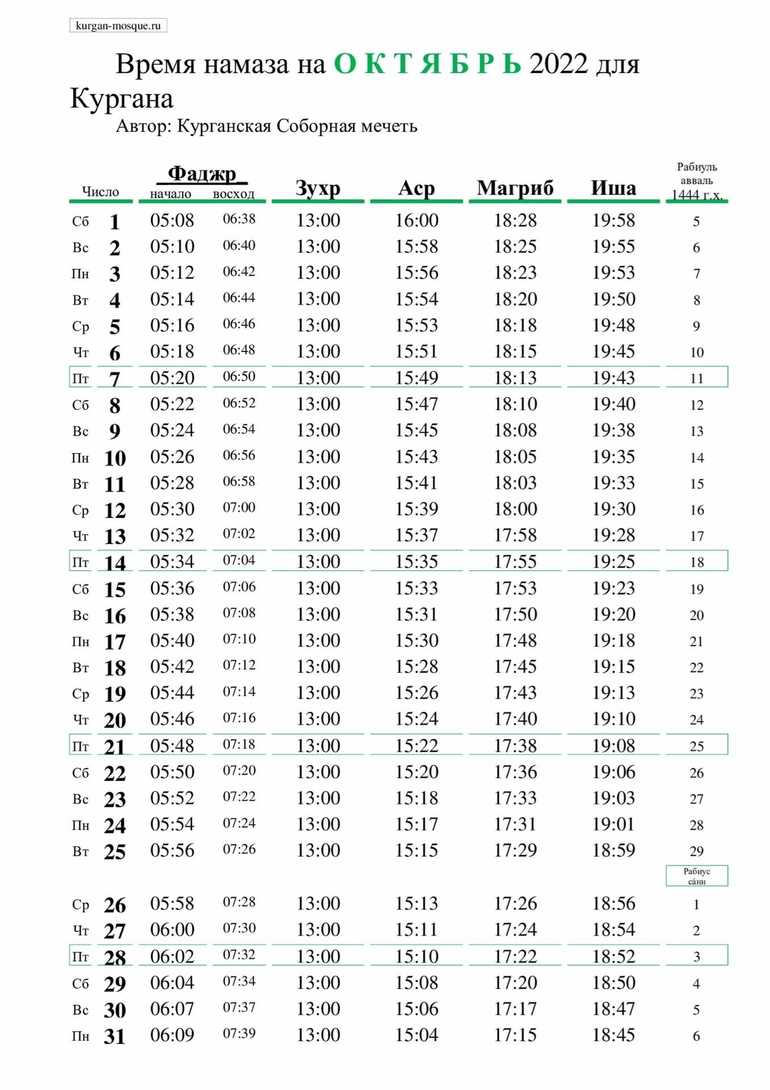 kurgan-mosque.ru
Время намаза на О К Т Я Б Р Ь 2022 для
Кургана
Автор: Курганская Соборная мечеть
Число Фаджр начало восход Зухр Аср Магриб Иша Рабиуль авваль 1444 г.х.
Сб 1 05:08 06:38 13:00 16:00 18:28 19:58 5
Вс 2 05:10 06:40 13:00 15:58 18:25 19:55 6
Пн 3 05:12 06:42 13:00 15:56 18:23 19:53 7
Вт 4 05:14 06:44 13:00 15:54 18:20 19:50 8
Ср 5 05:16 06:46 13:00 15:53 18:18 19:48 9
Чт 6 05:18 06:48 13:00 15:51 18:15 19:45 10
Пт 7 05:20 06:50 13:00 15:49 18:13 19:43 11
Сб 8 05:22 06:52 13:00 15:47 18:10 19:40 12
Вс 9 05:24 06:54 13:00 15:45 18:08 19:38 13
Пн 10 05:26 06:56 13:00 15:43 18:05 19:35 14
Вт 11 05:28 06:58 13:00 15:41 18:03 19:33 15
Ср 12 05:30 07:00 13:00 15:39 18:00 19:30 16
Чт 13 05:32 07:02 13:00 15:37 17:58 19:28 17
Пт 14 05:34 07:04 13:00 15:35 17:55 19:25 18
Сб 15 05:36 07:06 13:00 15:33 17:53 19:23 19
Вс 16 05:38 07:08 13:00 15:31 17:50 19:20 20
Пн 17 05:40 07:10 13:00 15:30 17:48 19:18 21
Вт 18 05:42 07:12 13:00 15:28 17:45 19:15 22
Ср 19 05:44 07:14 13:00 15:26 17:43 19:13 23
Чт 20 05:46 07:16 13:00 15:24 17:40 19:10 24
Пт 21 05:48 07:18 13:00 15:22 17:38 19:08 25
Сб 22 05:50 07:20 13:00 15:20 17:36 19:06 26
Вс 23 05:52 07:22 13:00 15:18 17:33 19:03 27
Пн 24 05:54 07:24 13:00 15:17 17:31 19:01 28
Вт 25 05:56 07:26 13:00 15:15 17:29 18:59 29
Рабиус
са́ни
Ср 26 05:58 07:28 13:00 15:13 17:26 18:56 1
Чт 27 06:00 07:30 13:00 15:11 17:24 18:54 2
Пт 28 06:02 07:32 13:00 15:10 17:22 18:52 3
Сб 29 06:04 07:34 13:00 15:08 17:20 18:50 4
Вс 30 06:07 07:37 13:00 15:06 17:17 18:47 5
Пн 31 06:09 07:39 13:00 15:04 17:15 18:45 6